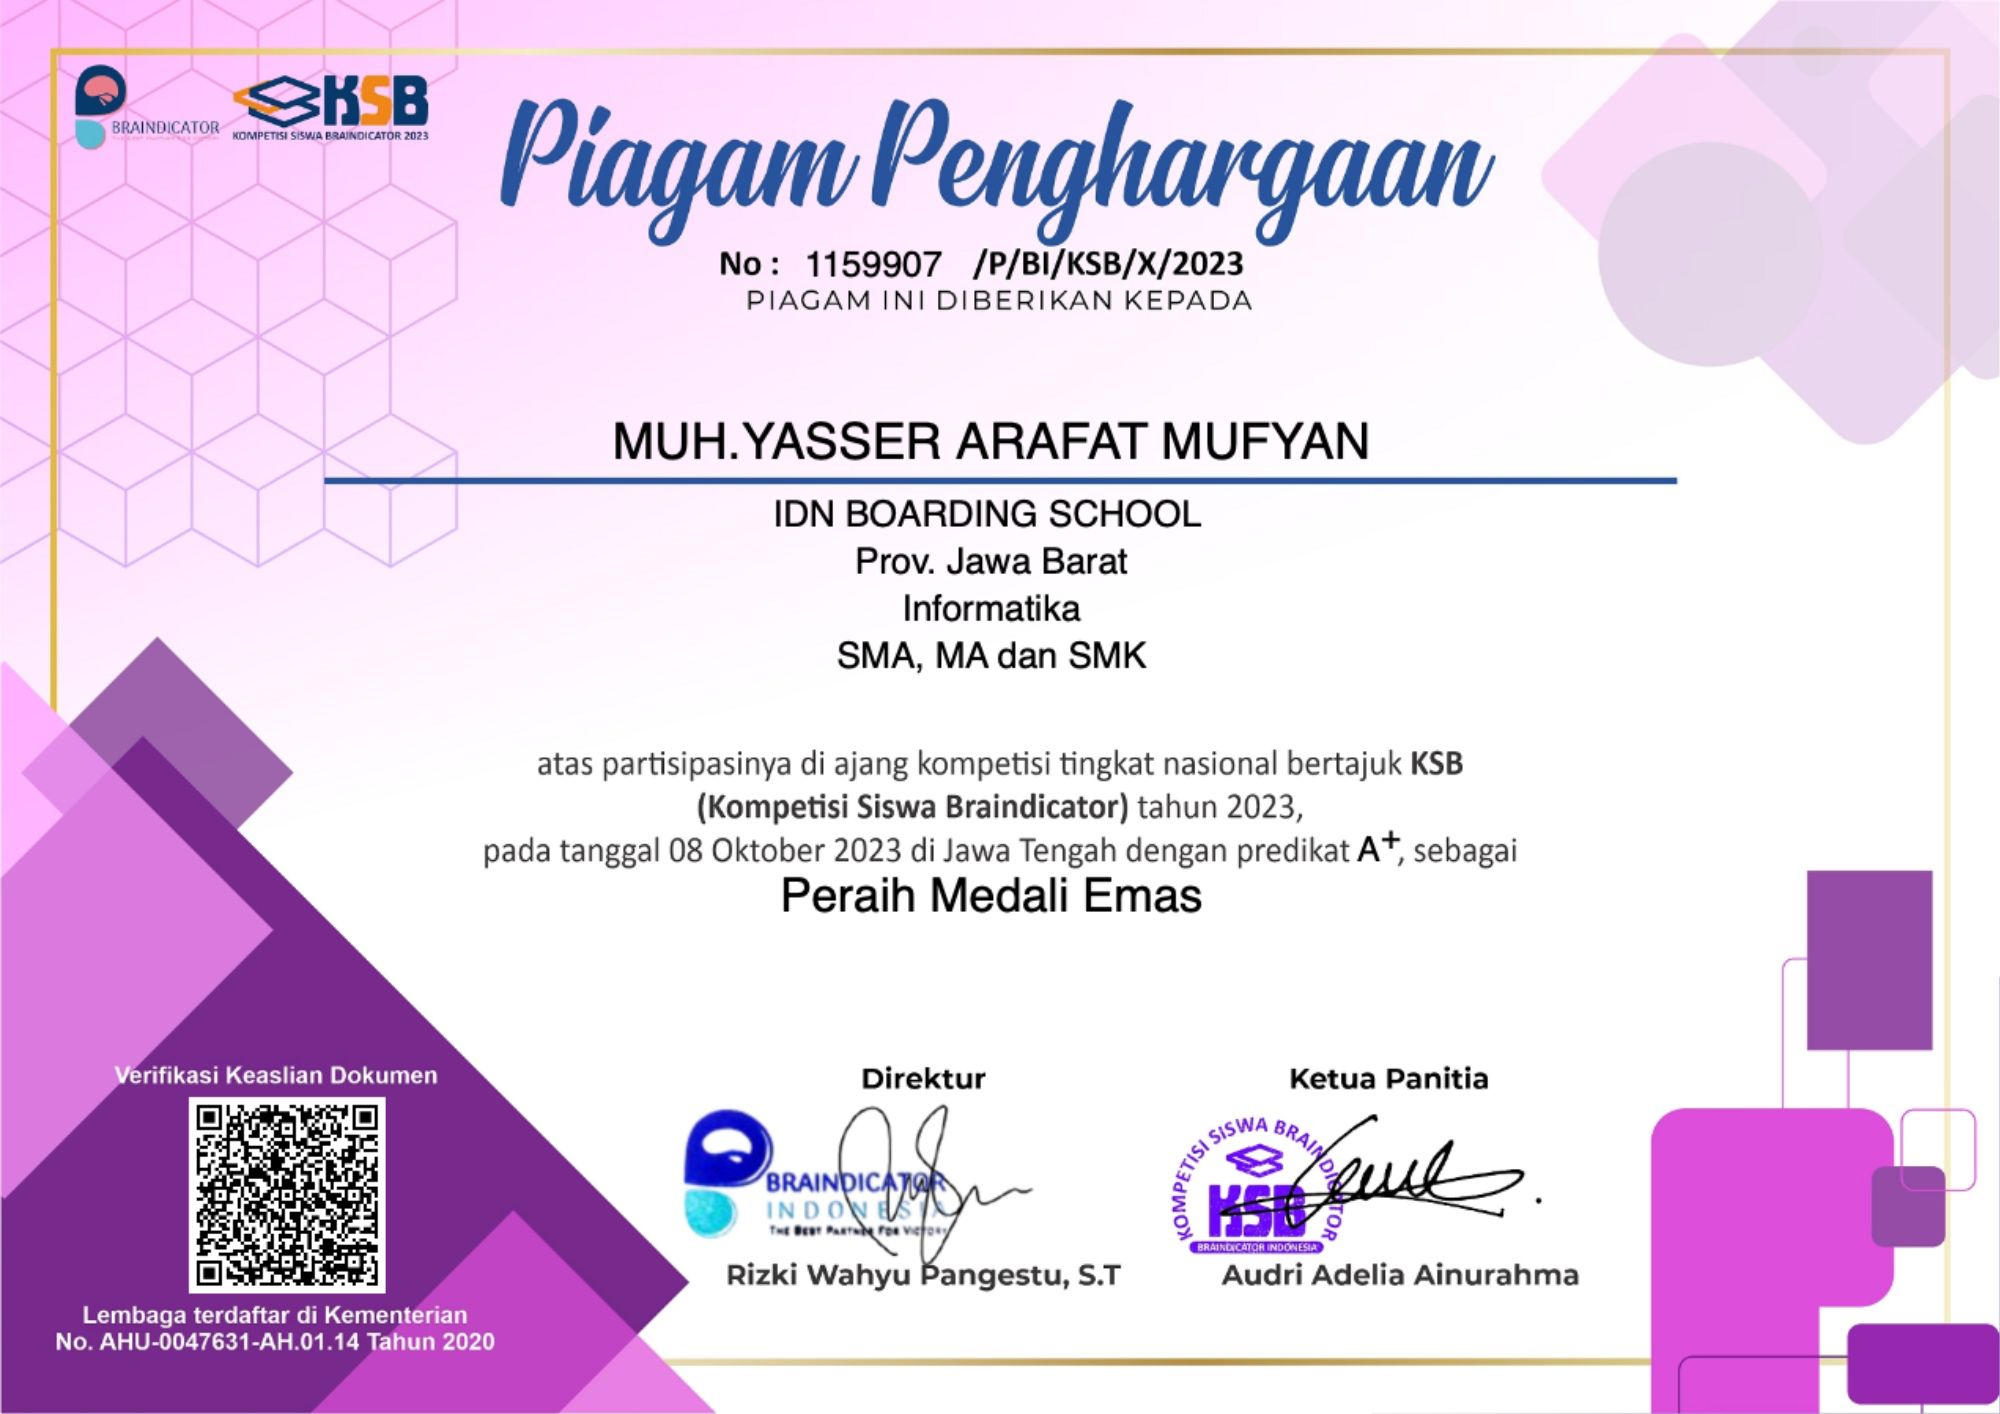 BRAINDICATOR
KSB
KOMPETISI SISWA BRAINDICATOR 2023
Piagam Penghargaan
No : 1159907 /P/BI/KSB/X/2023
PIAGAM INI DIBERIKAN KEPADA
MUH.YASSER ARAFAT MUFYAN
IDN BOARDING SCHOOL
Prov. Jawa Barat
Informatika
SMA, MA dan SMK
atas partisipasinya di ajang kompetisi tingkat nasional bertajuk KSB
(Kompetisi Siswa Braindicator) tahun 2023,
pada tanggal 08 Oktober 2023 di Jawa Tengah dengan predikat A+, sebagai
Peraih Medali Emas
Verifikasi Keaslian Dokumen
Lembaga terdaftar di Kementerian
No. AHU-0047631-AH.01.14 Tahun 2020
Direktur
BRAINDICATOR
INDONESIA
THE BEST PARTNER FOR VICTORY
Rizki Wahyu Pangestu, S.T
Ketua Panitia
KOMPETISI SISWA BRAINDICATOR
KSB
BRAINDICATOR INDONESIA
Audri Adelia Ainurahma